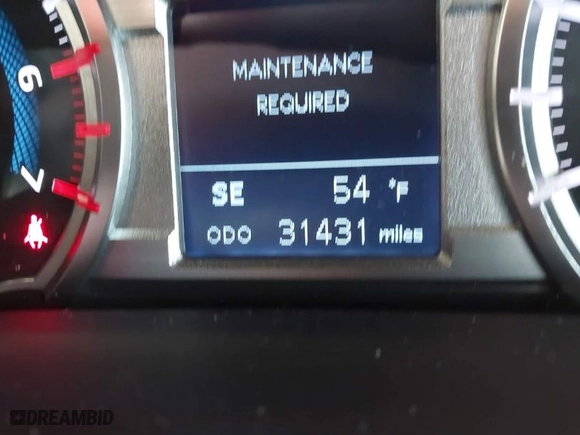 MAINTENANCE
REQUIRED
6
7
SE 54 °F
ODO 31431 miles
DREAMBID